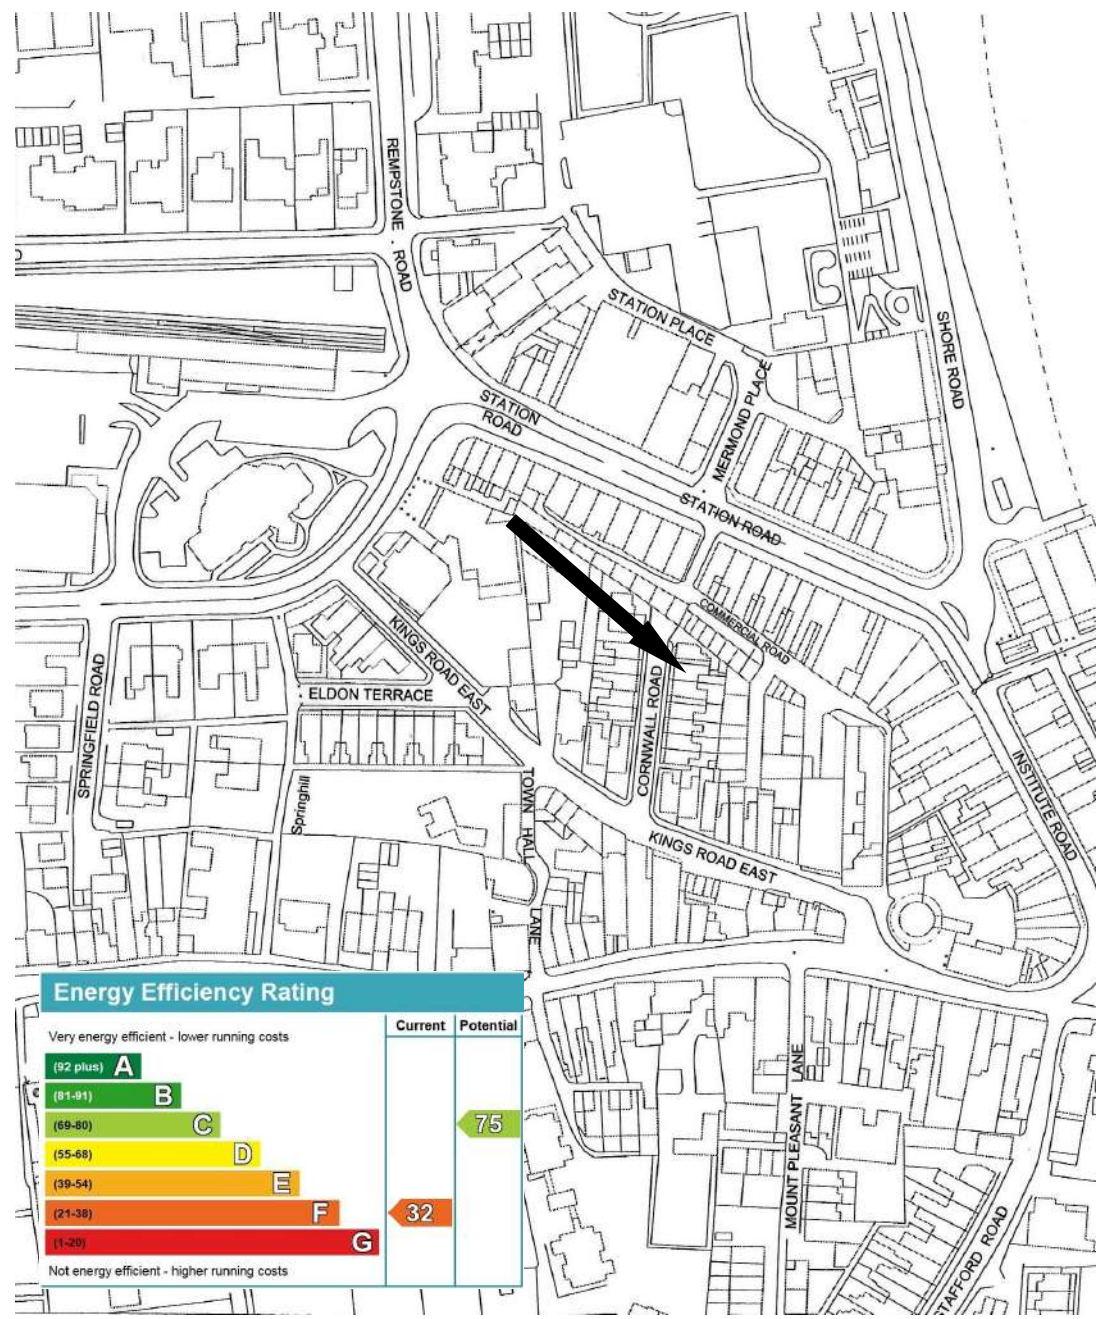 REMPSTONE
ROAD
STATION PLACE
SHORE ROAD
MERMOND PLACE
STATION
ROAD
STATION ROAD
COMMERCIAL ROAD
KINGS ROAD EAST
ELDON TERRACE
SPRINGFIELD ROAD
CORNWALL ROAD
Springhill
TOWN HALL
LANE
KINGS ROAD EAST
INSTITUTE ROAD
MOUNT PLEASANT LANE
STAFFORD ROAD
Energy Efficiency Rating
Current Potential
Very energy efficient - lower running costs
(92 plus) A
(81-91) B
(69-80) C 75
(55-68) D
(39-54) E
(21-38) F 32
(1-20) G
Not energy efficient - higher running costs